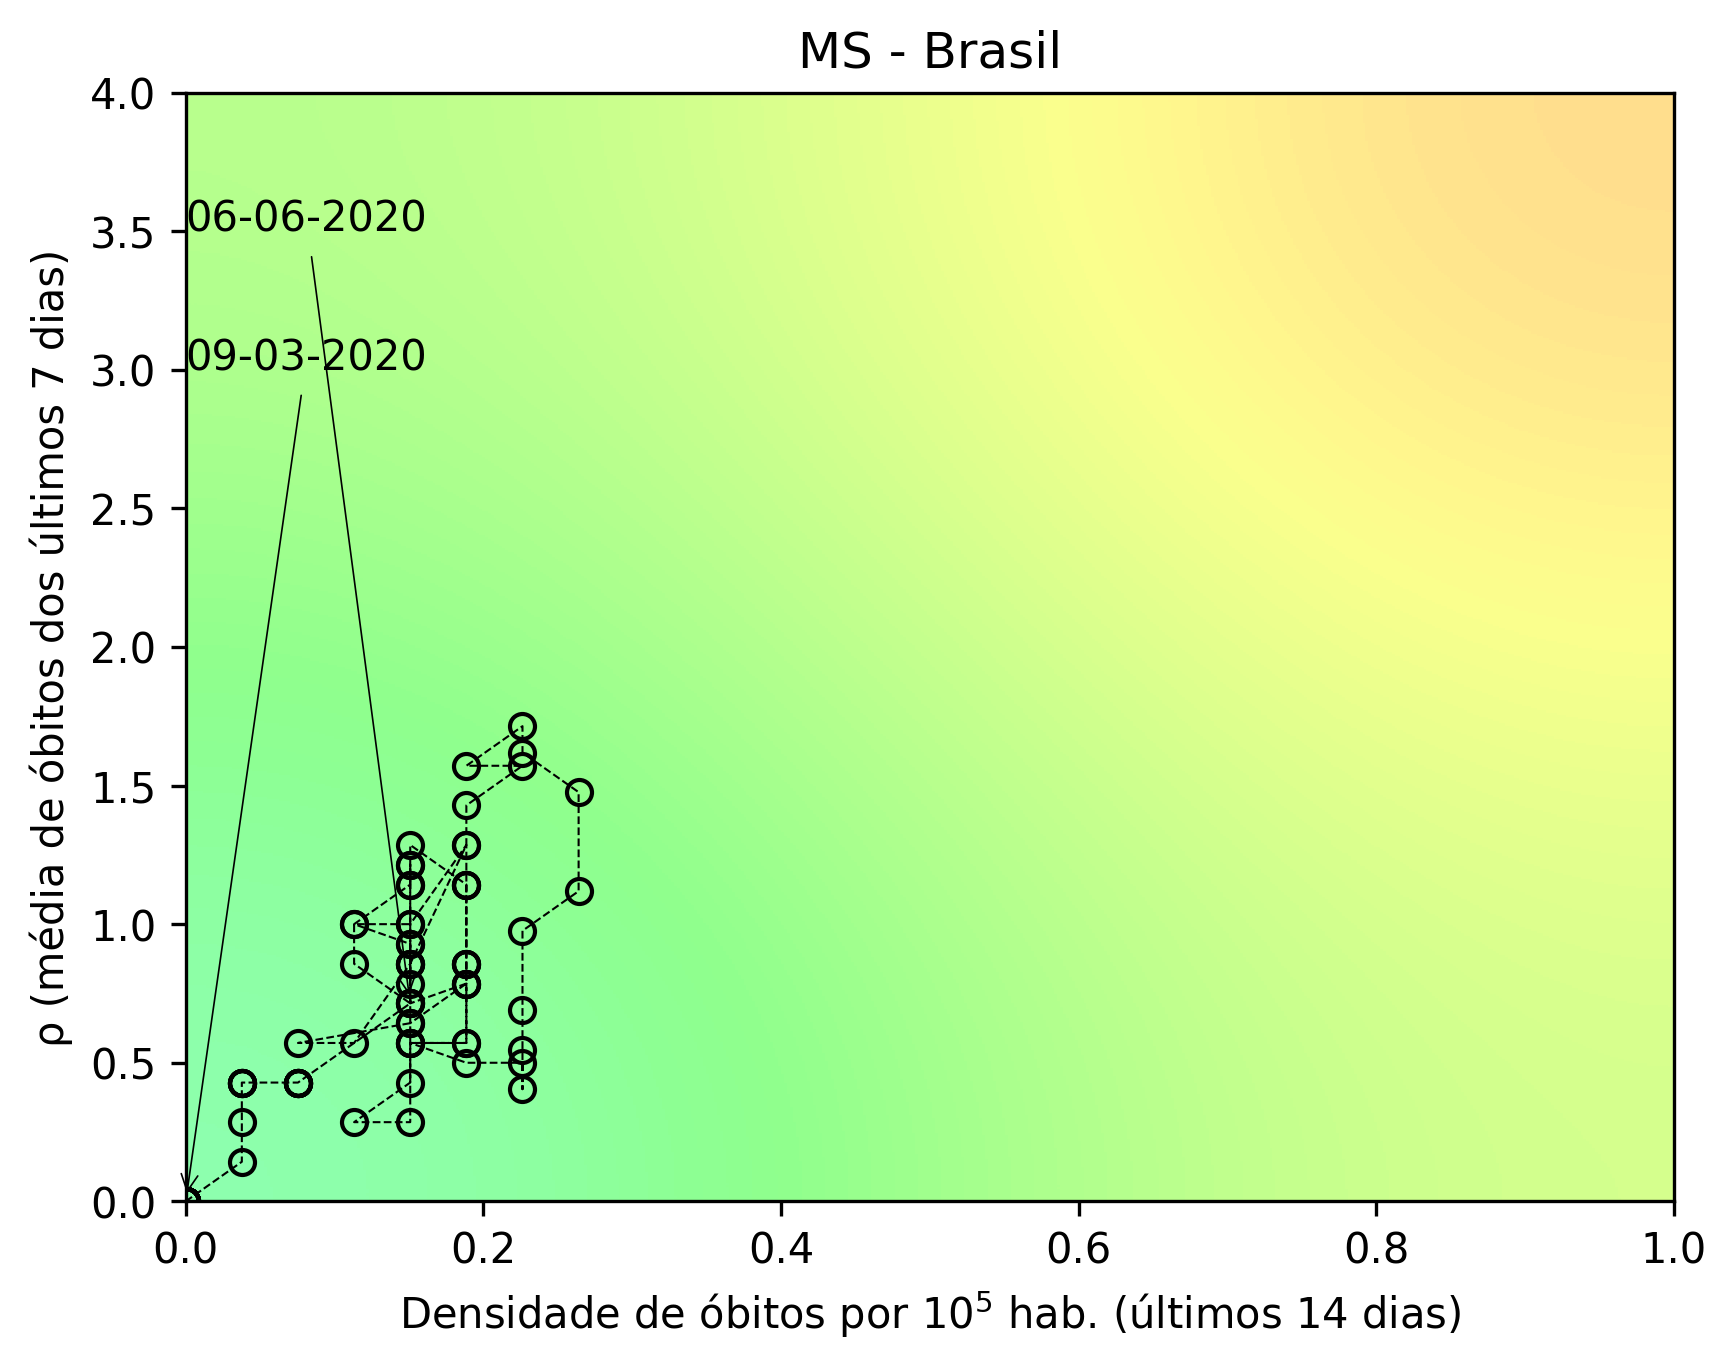 MS - Brasil
4.0
3.5
3.0
2.5
2.0
1.5
1.0
0.5
0.0
ρ (média de óbitos dos últimos 7 dias)
06-06-2020
09-03-2020
0.0 0.2 0.4 0.6 0.8 1.0
Densidade de óbitos por 10⁵ hab. (últimos 14 dias)